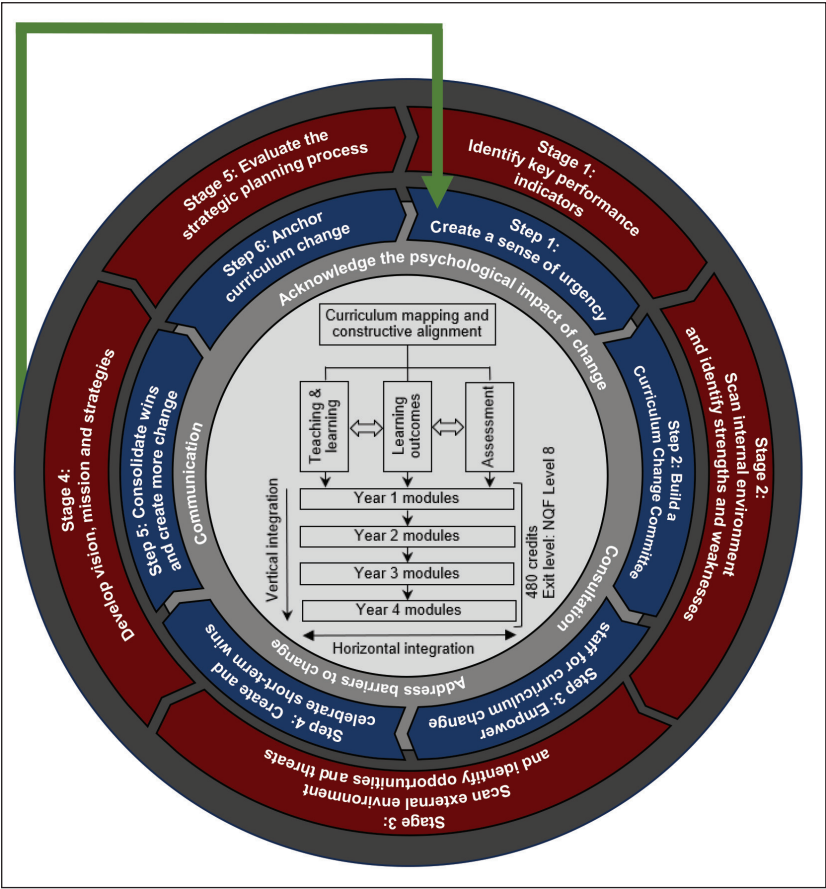 Stage 1:
Identify key performance
indicators
Stage 2:
Scan internal environment
and identify strengths and weaknesses
Stage 3:
Scan external environment
and identify opportunities and threats
Stage 4:
Develop vision, mission and strategies
Stage 5: Evaluate the
strategic planning process
Step 1:
Create a sense of urgency
Step 2: Build a
Curriculum Change Committee
Step 3: Empower
staff for curriculum change
Step 4: Create and
celebrate short-term wins
Step 5: Consolidate wins
and create more change
Step 6: Anchor
curriculum change
Acknowledge the psychological impact of change
Consultation
Address barriers to change
Communication
Curriculum mapping and
constructive alignment
Teaching &
learning
Learning
outcomes
Assessment
Year 1 modules
Year 2 modules
Year 3 modules
Year 4 modules
Vertical integration
Horizontal integration
480 credits
Exit level: NQF Level 8